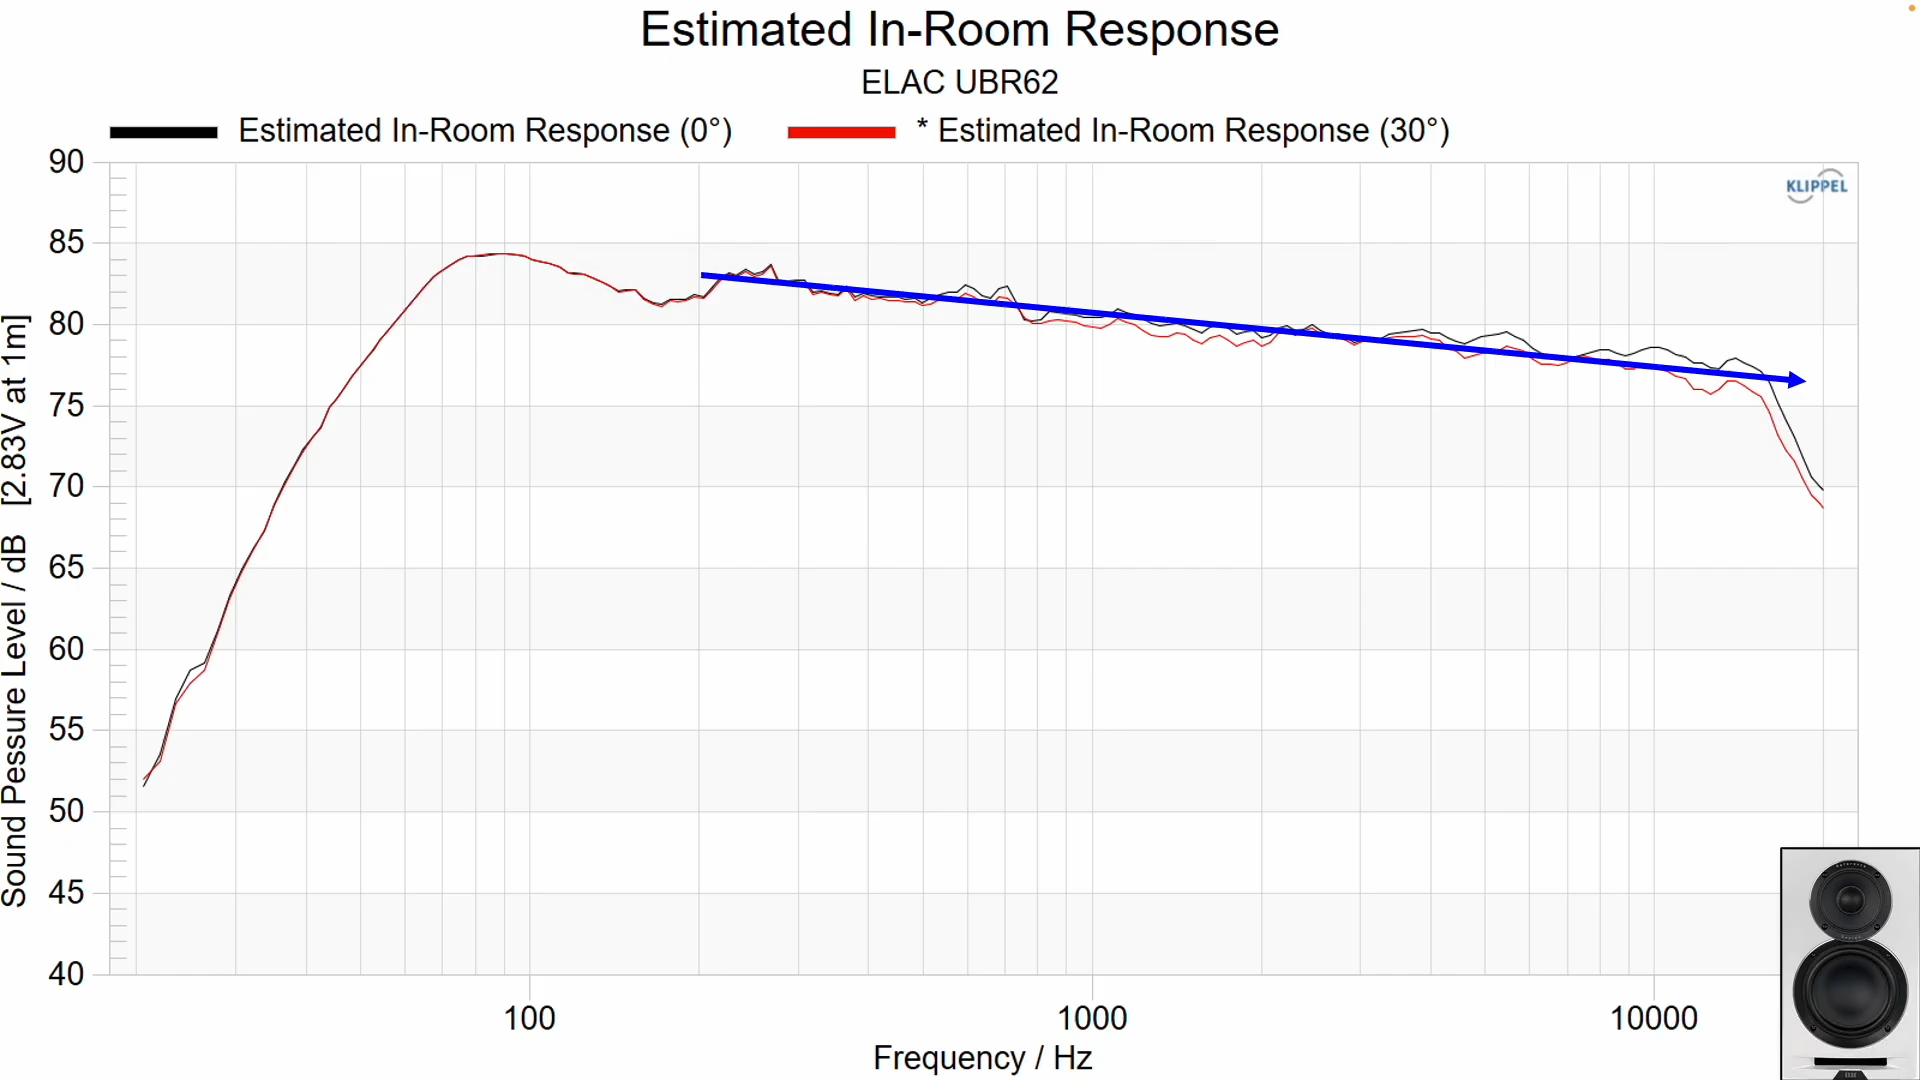 Estimated In-Room Response
ELAC UBR62
Estimated In-Room Response (0°)
* Estimated In-Room Response (30°)
KLIPPEL
90
85
80
75
70
65
60
55
50
45
40
Sound Pressure Level / dB [2.83V at 1m]
100
1000
10000
Frequency / Hz